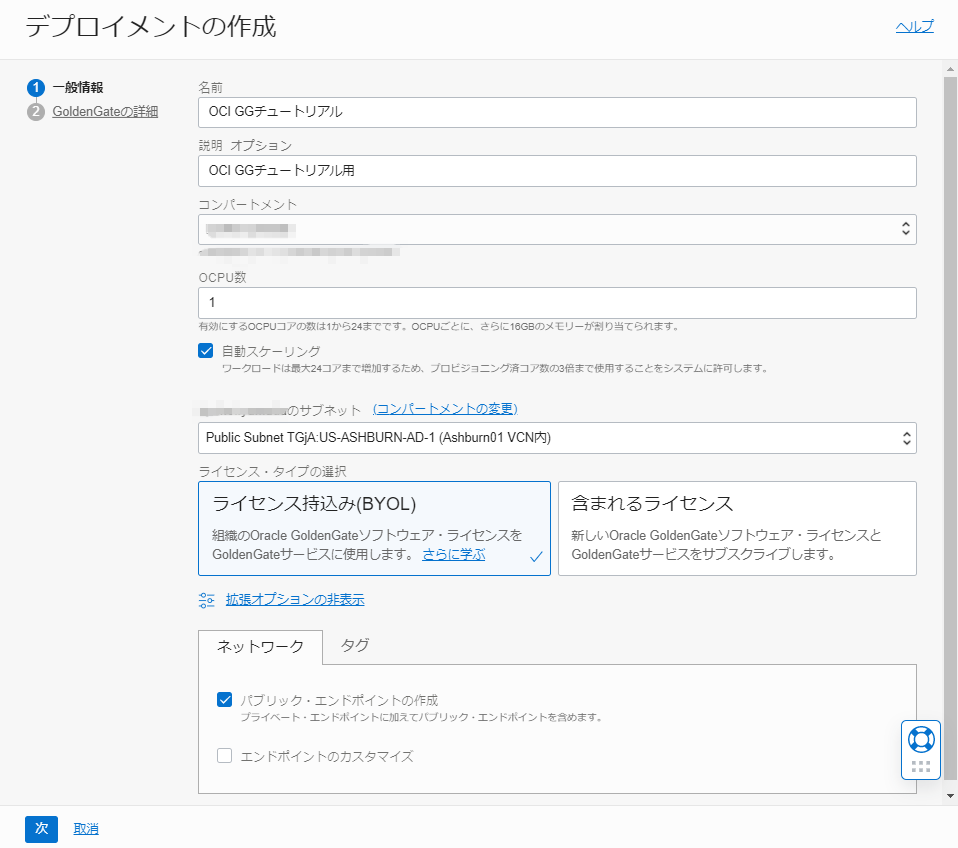 デプロイメントの作成
ヘルプ
1 一般情報
2 GoldenGateの詳細
名前
OCI GGチュートリアル
説明 オプション
OCI GGチュートリアル用
コンパートメント
OCPU数
1
有効にするOCPUコアの数は1から24までです。OCPUごとに、さらに16GBのメモリーが割り当てられます。
自動スケーリング
ワークロードは最大24コアまで増加するため、プロビジョニング済コア数の3倍まで使用することをシステムに許可します。
のサブネット (コンパートメントの変更)
Public Subnet TGjA:US-ASHBURN-AD-1 (Ashburn01 VCN内)
ライセンス・タイプの選択
ライセンス持込み(BYOL)
組織のOracle GoldenGateソフトウェア・ライセンスを
GoldenGateサービスに使用します。 さらに学ぶ
含まれるライセンス
新しいOracle GoldenGateソフトウェア・ライセンスと
GoldenGateサービスをサブスクライブします。
拡張オプションの非表示
ネットワーク タグ
パブリック・エンドポイントの作成
プライベート・エンドポイントに加えてパブリック・エンドポイントを含めます。
エンドポイントのカスタマイズ
次 取消